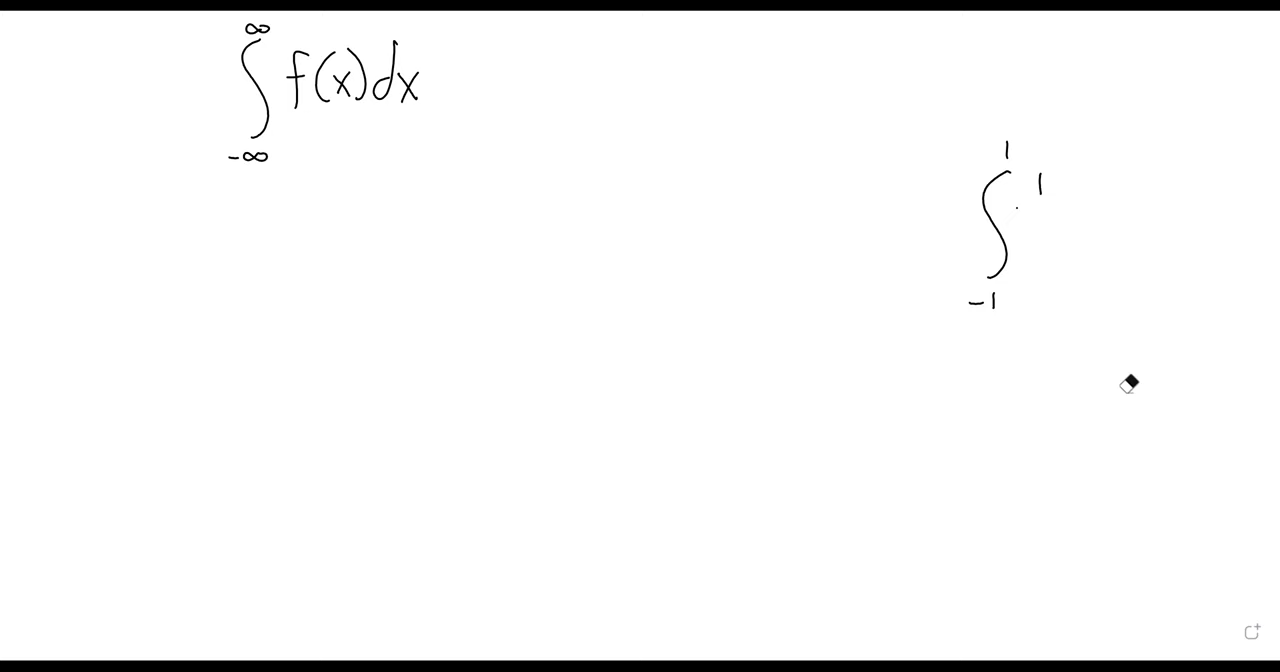 ∫_{-∞}^{∞} f(x)dx
∫_{-1}^{1} 1